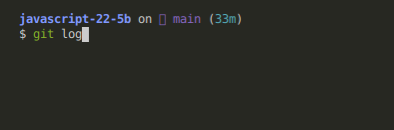 javascript-22-5b on  main (33m)
$ git log